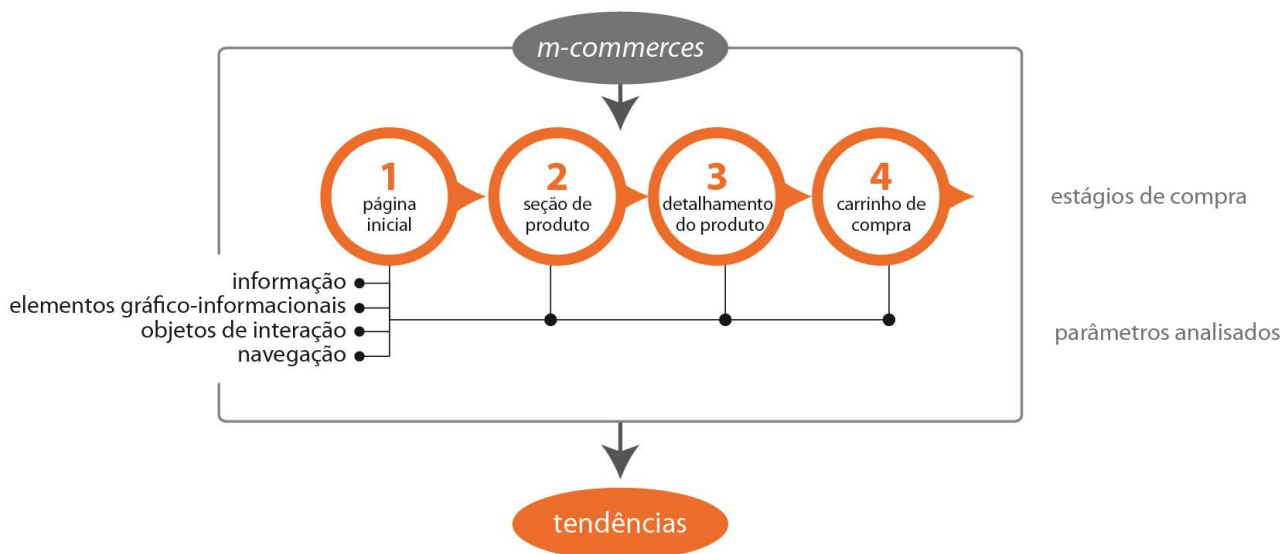 m-commerces
1
página
inicial
2
seção de
produto
3
detalhamento
do produto
4
carrinho de
compra
estágios de compra
informação
elementos gráfico-informacionais
objetos de interação
navegação
parâmetros analisados
tendências